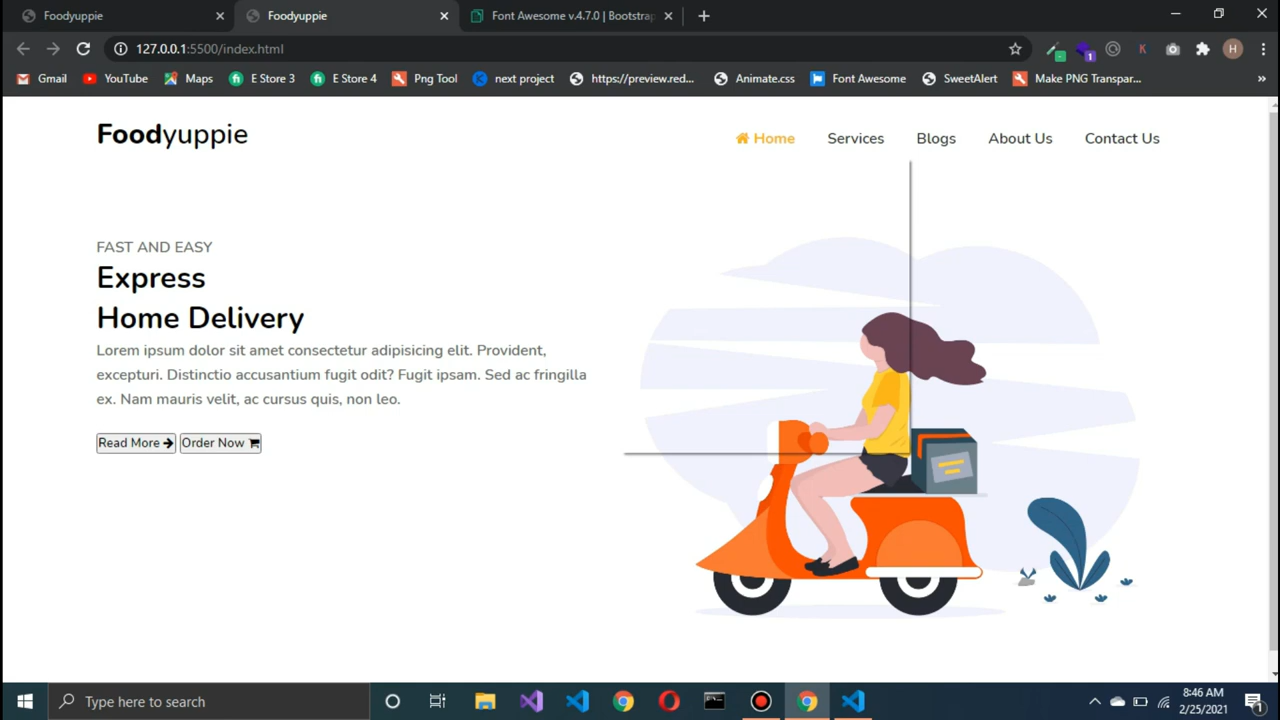 Foodyuppie
Foodyuppie
Font Awesome v.4.7.0 | Bootstrap
127.0.0.1:5500/index.html
1
K
H
Gmail
YouTube
Maps
E Store 3
E Store 4
Png Tool
next project
https://preview.red...
Animate.css
Font Awesome
SweetAlert
Make PNG Transpar...
»
Foodyuppie
Home
Services
Blogs
About Us
Contact Us
FAST AND EASY
Express
Home Delivery
Lorem ipsum dolor sit amet consectetur adipisicing elit. Provident,
excepturi. Distinctio accusantium fugit odit? Fugit ipsam. Sed ac fringilla
ex. Nam mauris velit, ac cursus quis, non leo.
Read More
Order Now
Type here to search
8:46 AM
2/25/2021
1